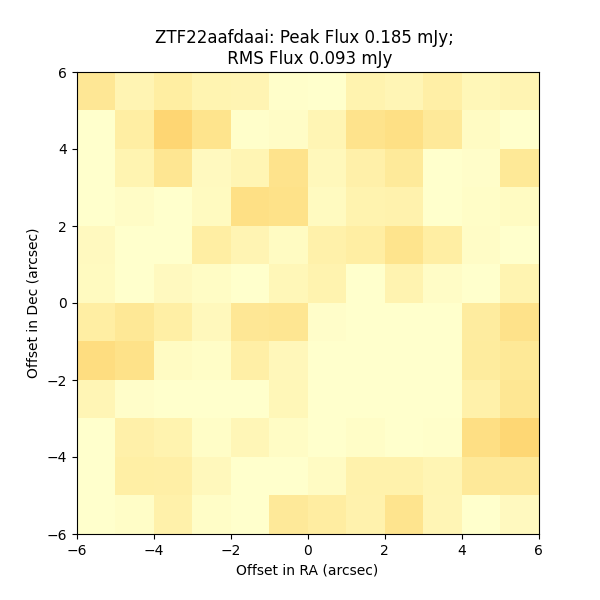 ZTF22aafdaai: Peak Flux 0.185 mJy;
RMS Flux 0.093 mJy
6
4
2
0
−2
−4
−6
Offset in Dec (arcsec)
−6 −4 −2 0 2 4 6
Offset in RA (arcsec)